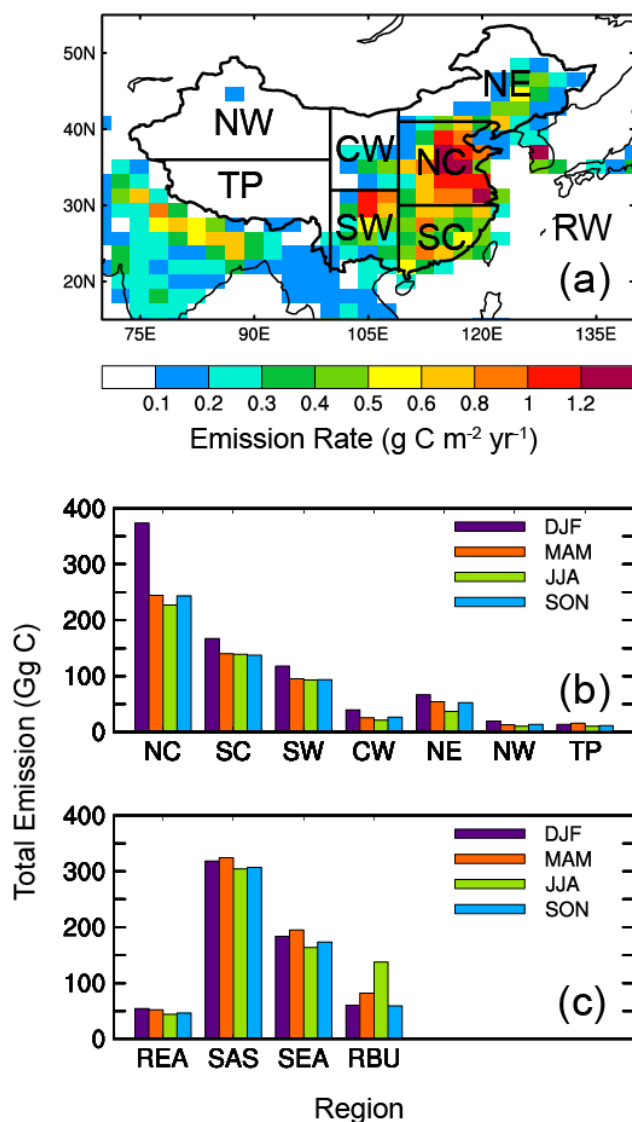 50N
40N
30N
20N
NW
NE
CW
NC
TP
SW
SC
RW
(a)
75E 90E 105E 120E 135E
0.1 0.2 0.3 0.4 0.5 0.6 0.8 1 1.2
Emission Rate (g C m⁻² yr⁻¹)
Total Emission (Gg C)
400
300
200
100
0
DJF
MAM
JJA
SON
(b)
NC SC SW CW NE NW TP
400
300
200
100
0
DJF
MAM
JJA
SON
(c)
REA SAS SEA RBU
Region